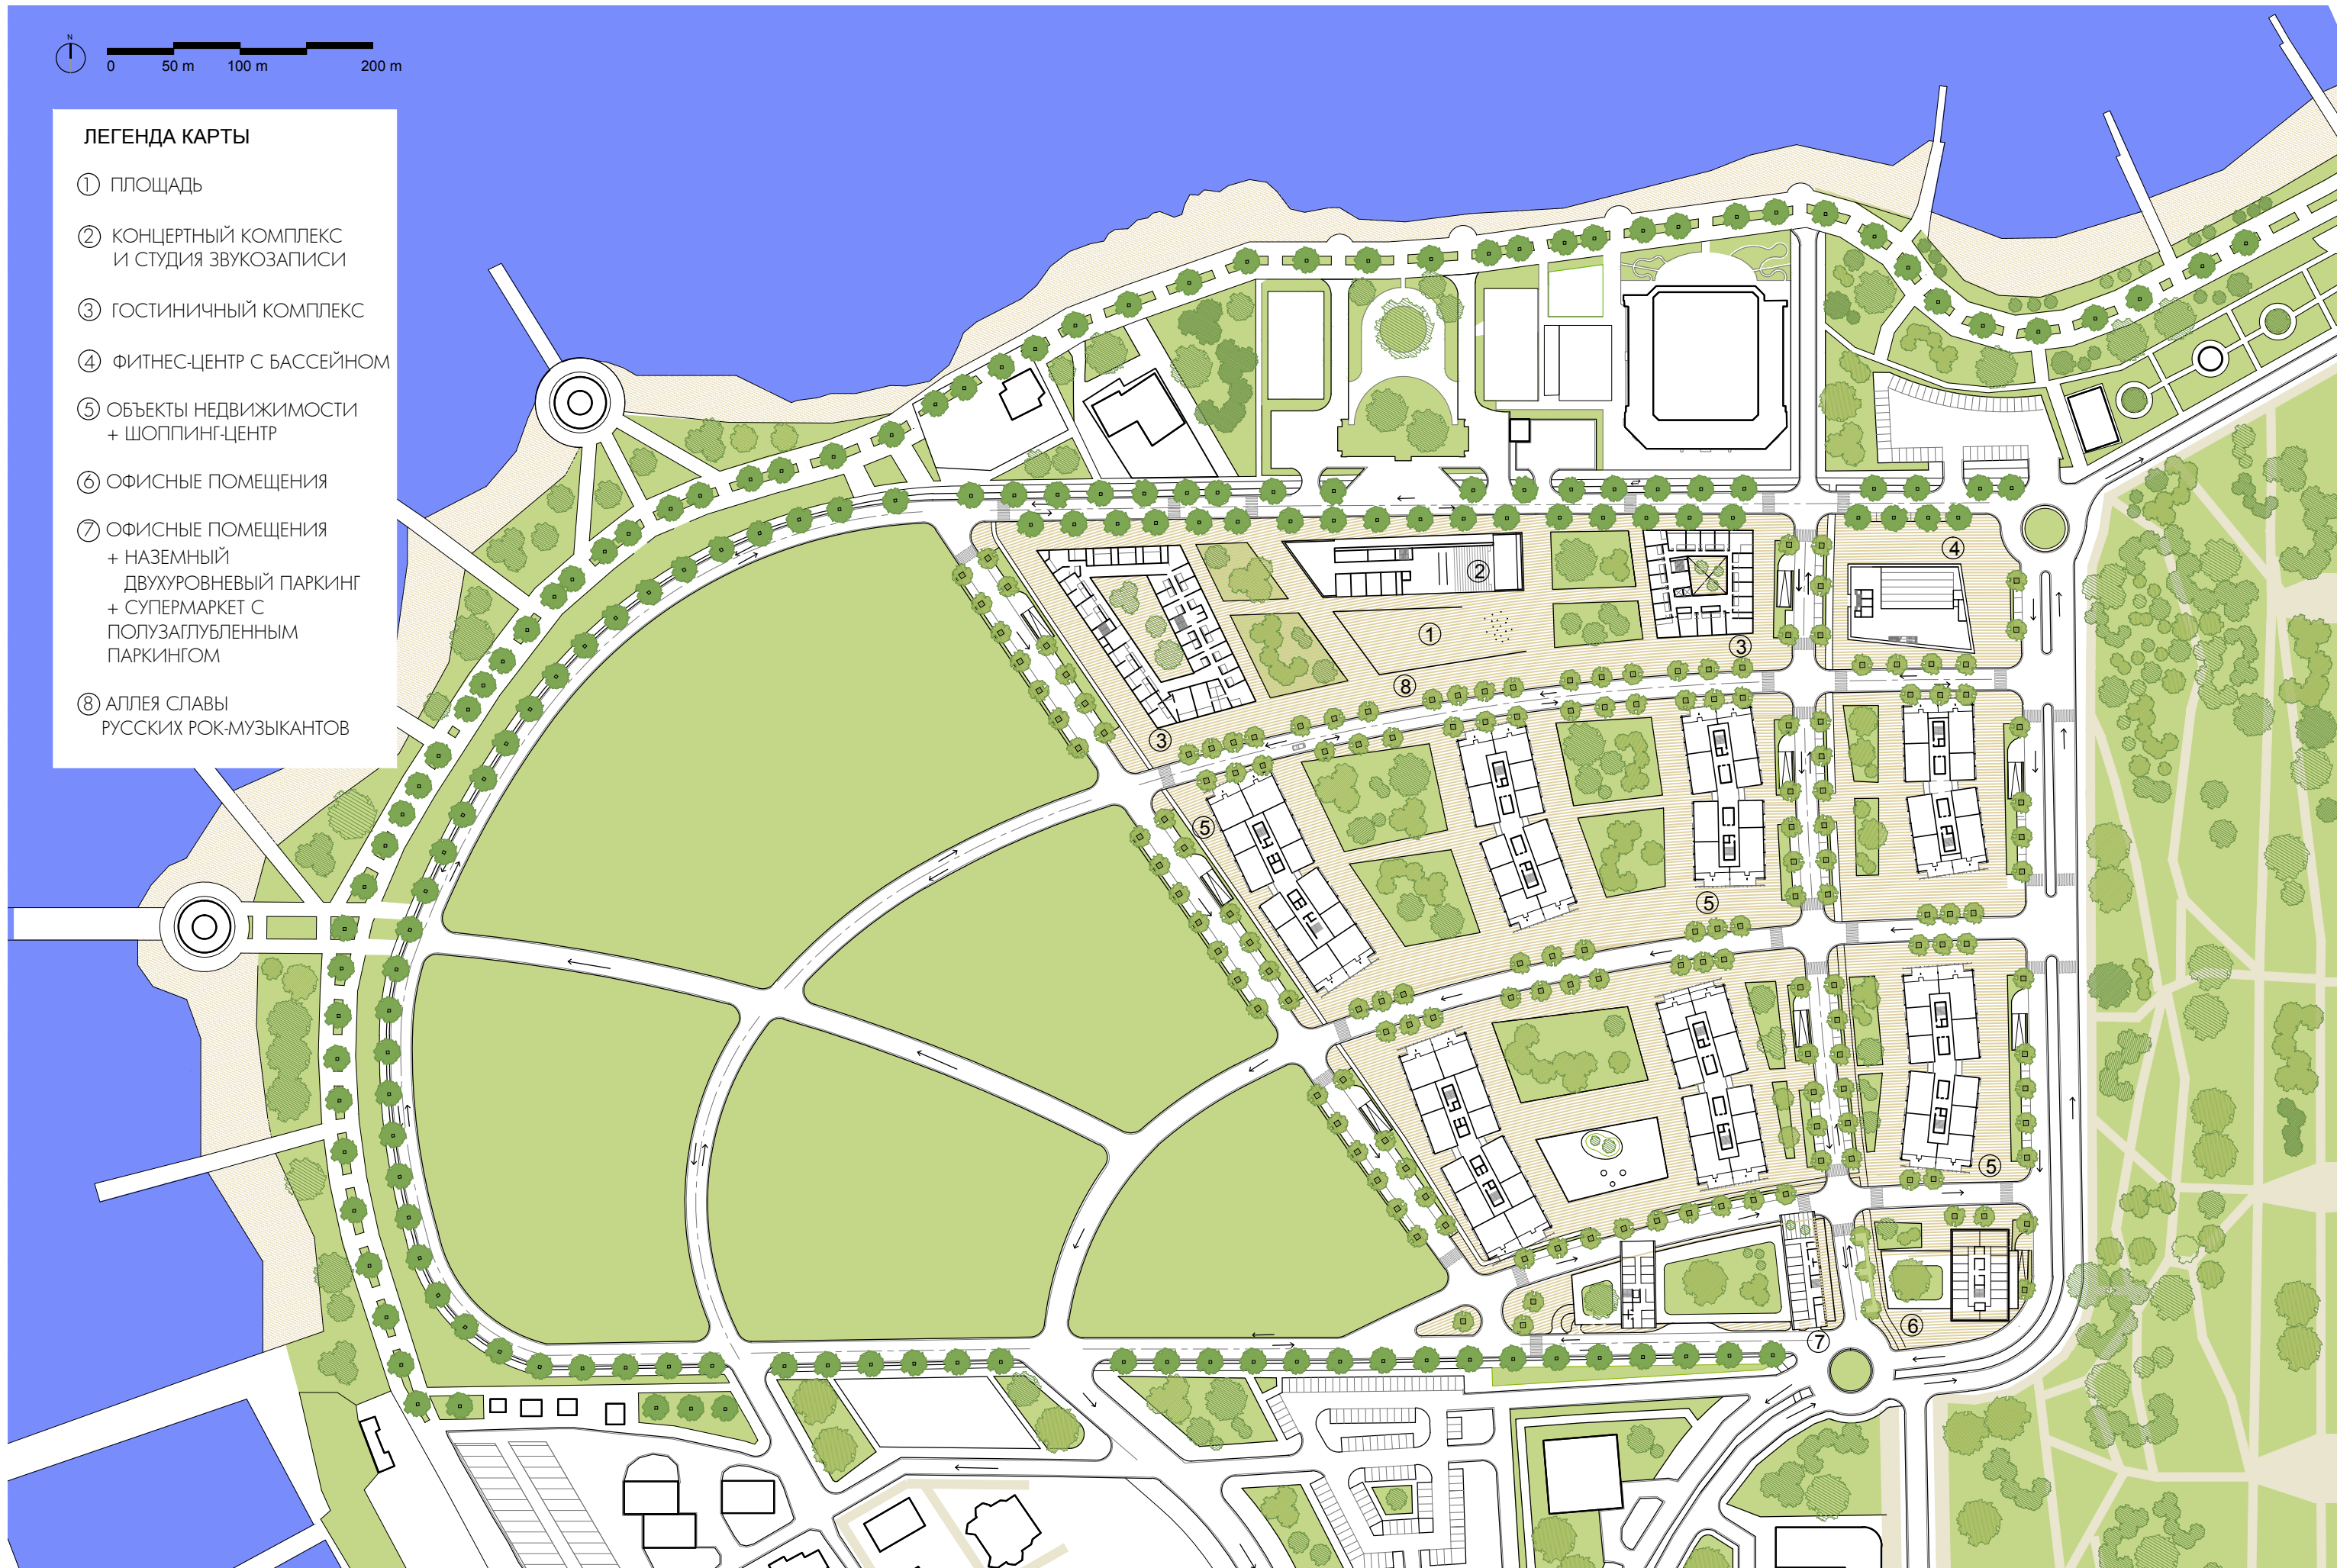 N
0 50 m 100 m 200 m
ЛЕГЕНДА КАРТЫ
1 ПЛОЩАДЬ
2 КОНЦЕРТНЫЙ КОМПЛЕКС
И СТУДИЯ ЗВУКОЗАПИСИ
3 ГОСТИНИЧНЫЙ КОМПЛЕКС
4 ФИТНЕС-ЦЕНТР С БАССЕЙНОМ
5 ОБЪЕКТЫ НЕДВИЖИМОСТИ
+ ШОППИНГ-ЦЕНТР
6 ОФИСНЫЕ ПОМЕЩЕНИЯ
7 ОФИСНЫЕ ПОМЕЩЕНИЯ
+ НАЗЕМНЫЙ
ДВУХУРОВНЕВЫЙ ПАРКИНГ
+ СУПЕРМАРКЕТ С
ПОЛУЗАГЛУБЛЕННЫМ
ПАРКИНГОМ
8 АЛЛЕЯ СЛАВЫ
РУССКИХ РОК-МУЗЫКАНТОВ
4
2
1
3
8
3
5
5
5
6
7